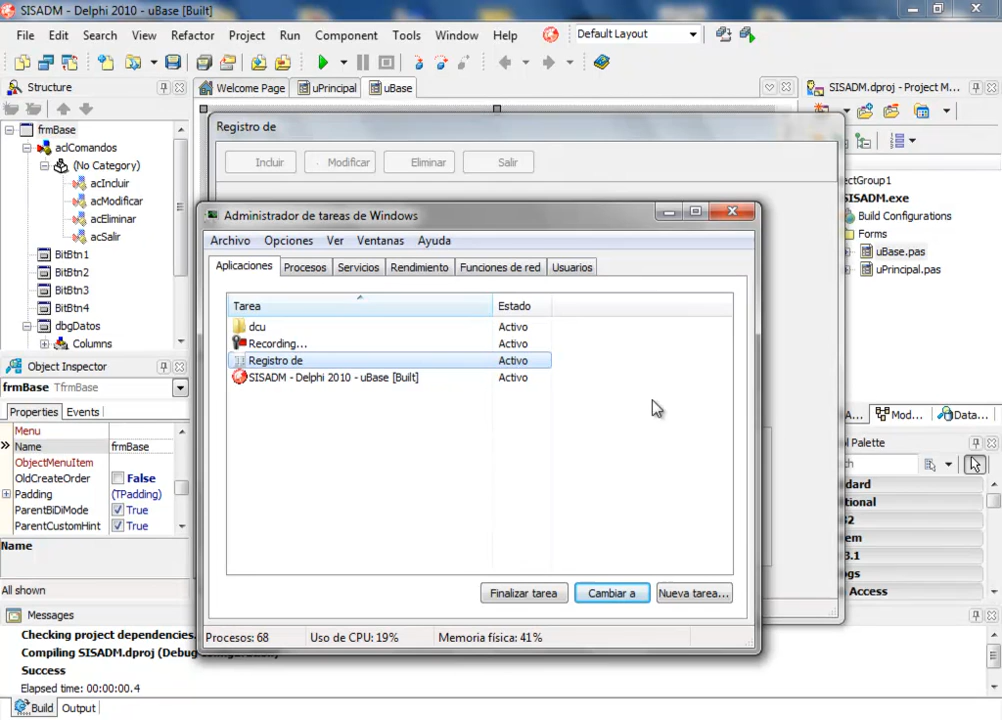 SISADM - Delphi 2010 - uBase [Built]
File Edit Search View Refactor Project Run Component Tools Window Help Default Layout
Structure
Welcome Page uPrincipal uBase
SISADM.dproj - Project M...
frmBase
aclComandos
(No Category)
acIncluir
acModificar
acEliminar
acSalir
BitBtn1
BitBtn2
BitBtn3
BitBtn4
dbgDatos
Columns
Registro de
Incluir Modificar Eliminar Salir
ectGroup1
SISADM.exe
Build Configurations
Forms
uBase.pas
uPrincipal.pas
Administrador de tareas de Windows
Archivo Opciones Ver Ventanas Ayuda
Aplicaciones Procesos Servicios Rendimiento Funciones de red Usuarios
Tarea Estado
dcu Activo
Recording... Activo
Registro de Activo
SISADM - Delphi 2010 - uBase [Built] Activo
Finalizar tarea Cambiar a Nueva tarea...
Procesos: 68 Uso de CPU: 19% Memoria física: 41%
Object Inspector
frmBase TfrmBase
Properties Events
Menu
Name frmBase
ObjectMenuItem
OldCreateOrder False
Padding (TPadding)
ParentBiDiMode True
ParentCustomHint True
Name
All shown
A... Mod... Data...
l Palette
ch
dard
tional
32
em
3.1
ogs
Access
Messages
Checking project dependencies.
Compiling SISADM.dproj (Debug
Success
Elapsed time: 00:00:00.4
Build Output